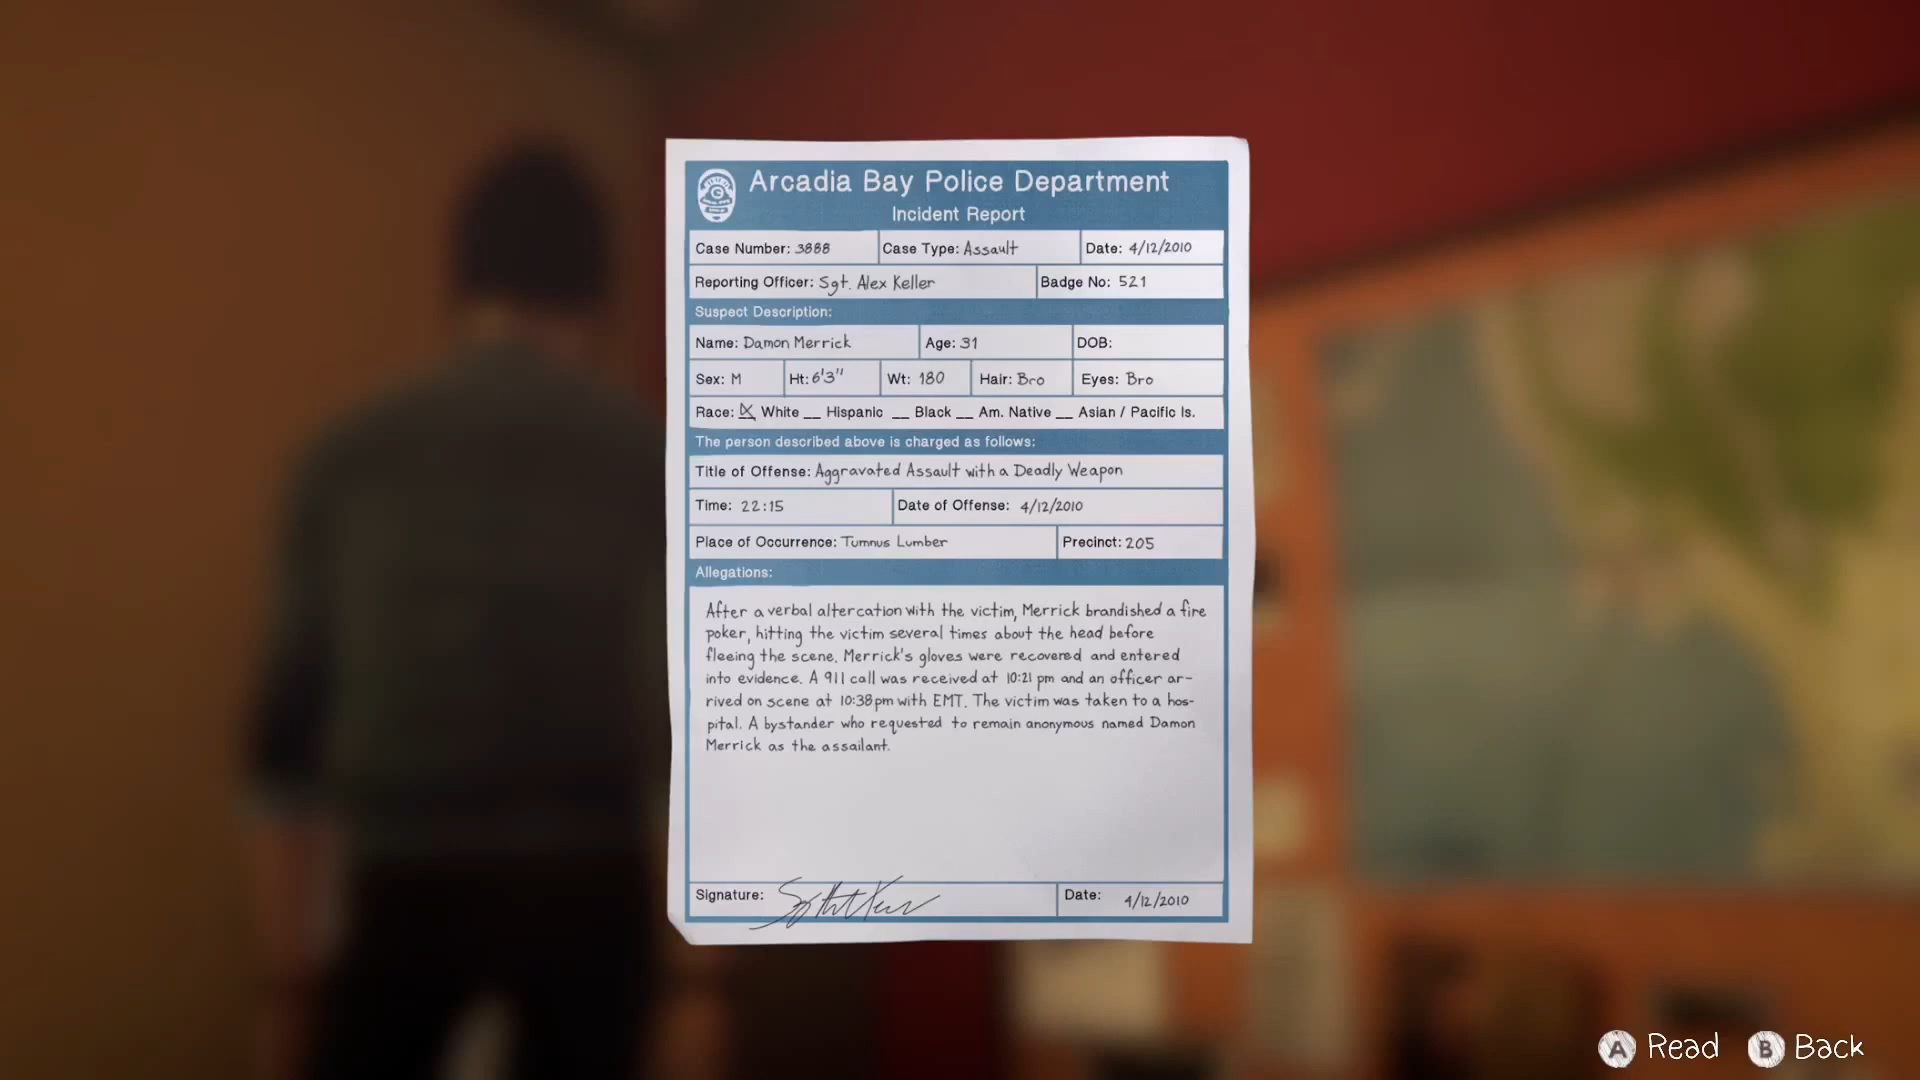 Arcadia Bay Police Department
Incident Report
Case Number: 3888 Case Type: Assault Date: 4/12/2010
Reporting Officer: Sgt. Alex Keller Badge No: 521
Suspect Description:
Name: Damon Merrick Age: 31 DOB:
Sex: M Ht: 6'3" Wt: 180 Hair: Bro Eyes: Bro
Race: X White __ Hispanic __ Black __ Am. Native __ Asian / Pacific Is.
The person described above is charged as follows:
Title of Offense: Aggravated Assault with a Deadly Weapon
Time: 22:15 Date of Offense: 4/12/2010
Place of Occurrence: Tumnus Lumber Precinct: 205
Allegations:
After a verbal altercation with the victim, Merrick brandished a fire
poker, hitting the victim several times about the head before
fleeing the scene. Merrick's gloves were recovered and entered
into evidence. A 911 call was received at 10:21 pm and an officer ar-
rived on scene at 10:38pm with EMT. The victim was taken to a hos-
pital. A bystander who requested to remain anonymous named Damon
Merrick as the assailant.
Signature: Date: 4/12/2010
A Read B Back